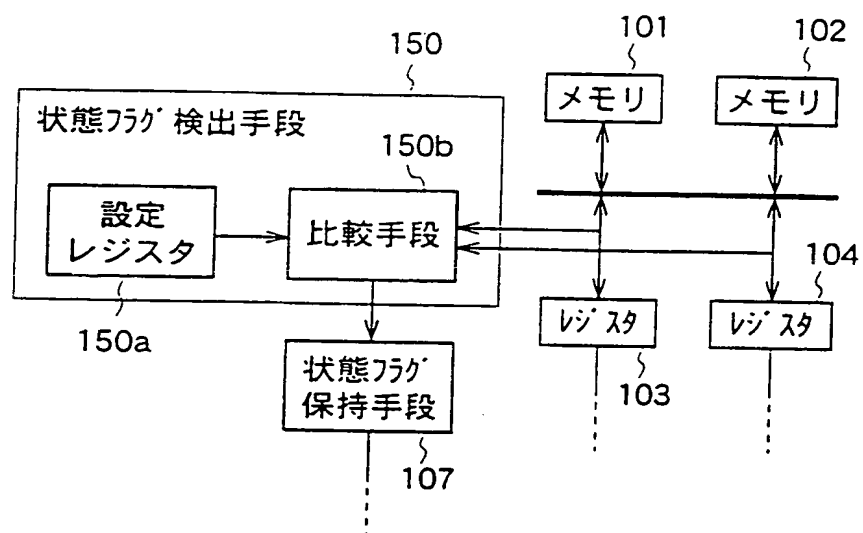 150
101
102
状態フラグ検出手段
メモリ
メモリ
150b
設定
レジスタ
比較手段
104
150a
レジスタ
レジスタ
状態フラグ
保持手段
103
107